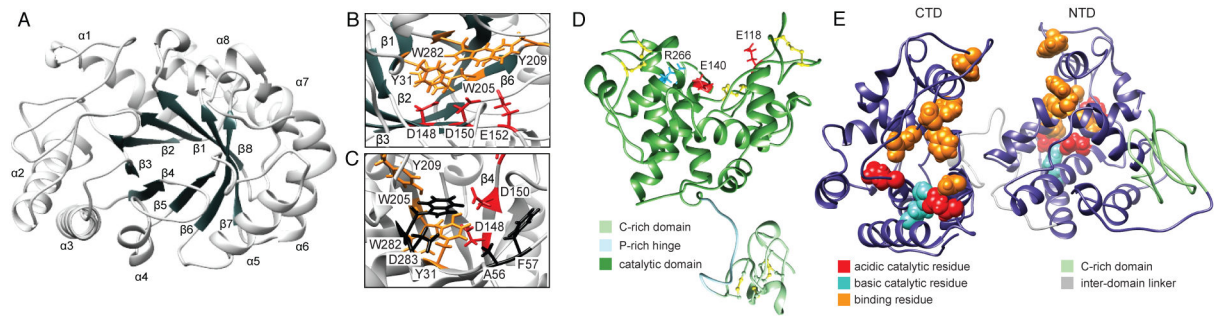 A
α1
α8
α7
α2
β3
β2
β1
β8
β4
β5
β6
β7
α3
α4
α5
α6
B
β1
W282
Y209
Y31
β6
W205
β2
D148
D150
E152
β3
C
Y209
β4
W205
D150
W282
D148
D283
Y31
A56
F57
D
E118
R266
E140
C-rich domain
P-rich hinge
catalytic domain
E
CTD
NTD
acidic catalytic residue
basic catalytic residue
binding residue
C-rich domain
inter-domain linker